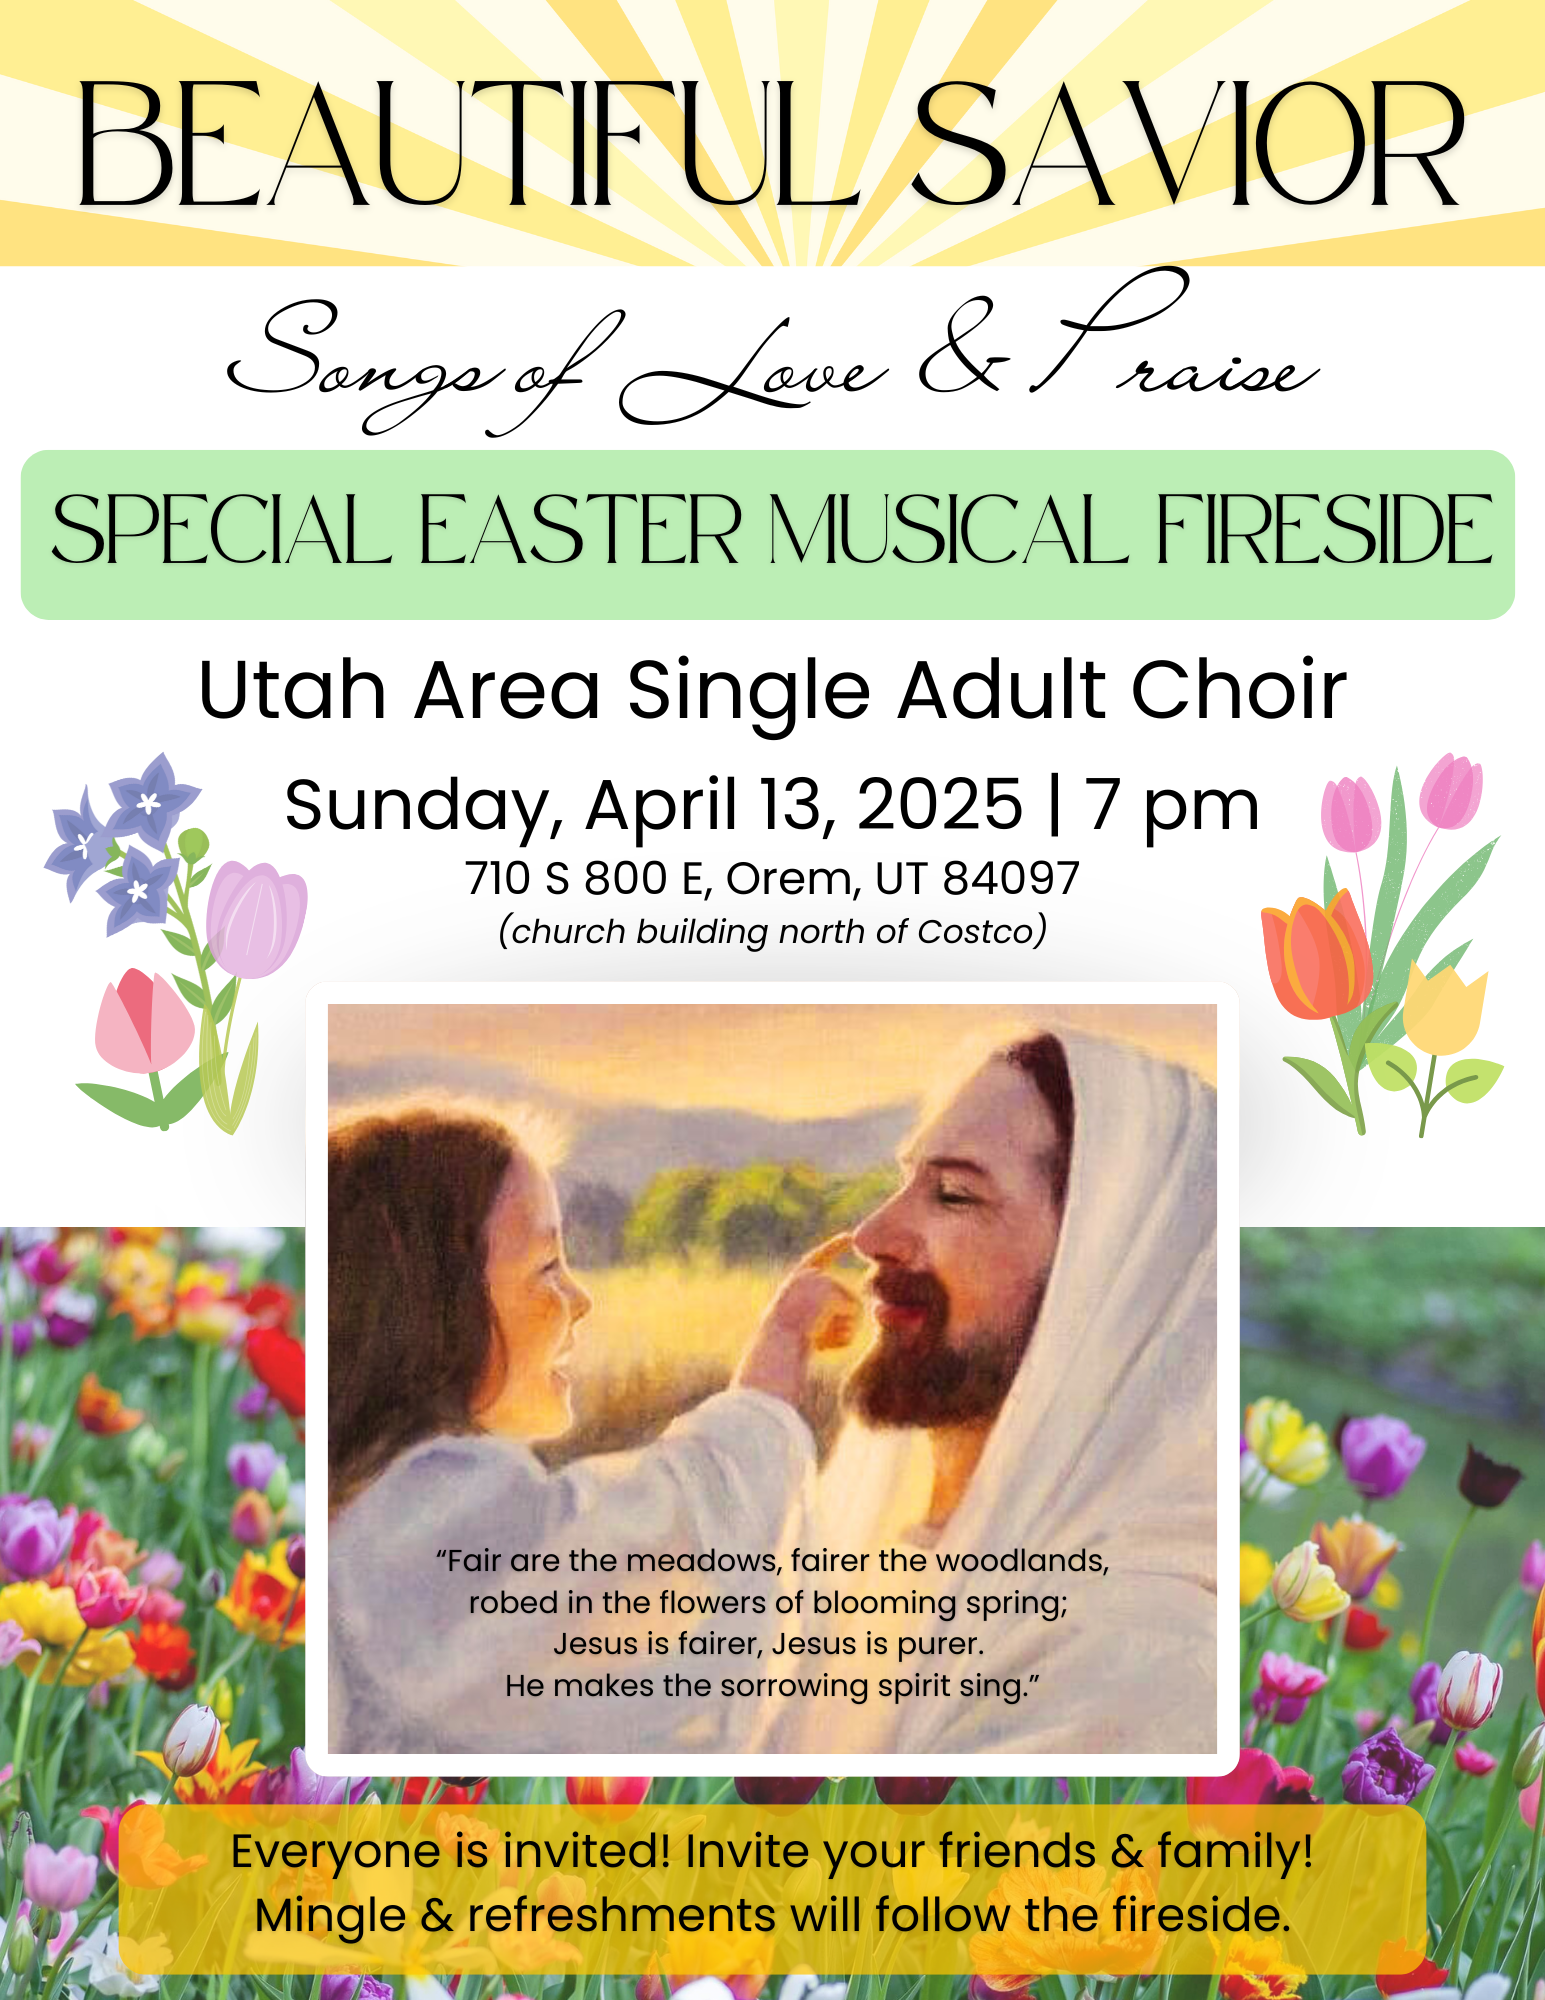 BEAUTIFUL SAVIOR
Songs of Love & Praise
SPECIAL EASTER MUSICAL FIRESIDE
Utah Area Single Adult Choir
Sunday, April 13, 2025 | 7 pm
710 S 800 E, Orem, UT 84097
(church building north of Costco)
“Fair are the meadows, fairer the woodlands,
robed in the flowers of blooming spring;
Jesus is fairer, Jesus is purer.
He makes the sorrowing spirit sing.”
Everyone is invited! Invite your friends & family!
Mingle & refreshments will follow the fireside.